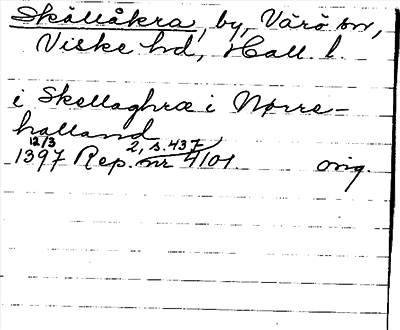 Skällåkra, by, Värö sn,
Viske hd, Hall. l.
i Skellaghræ i Nørre-
halland
12/3 2, s. 437
1397 Rep. nr 4101. orig.